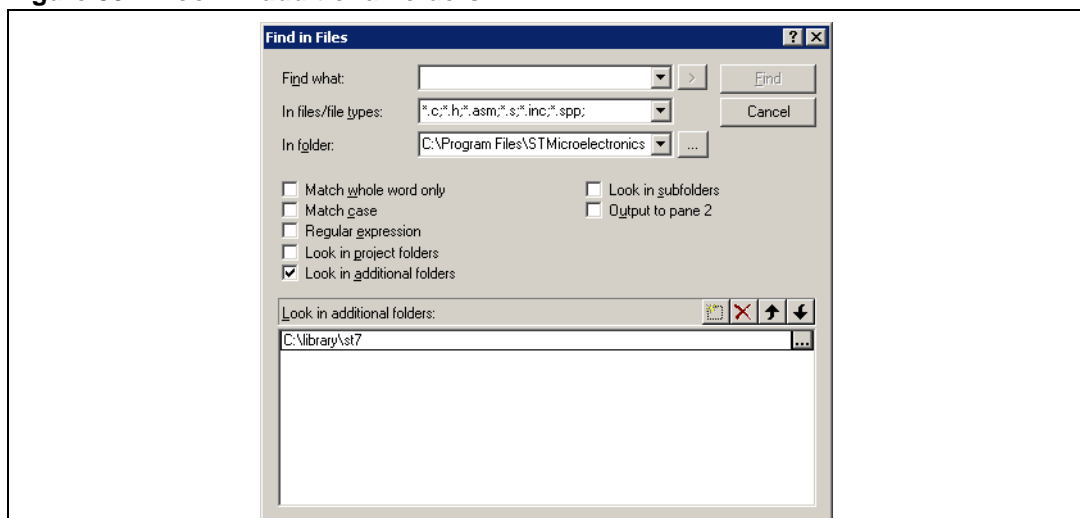 Find in Files
Find what:
>
Find
In files/file types:
*.c;*.h;*.asm;*.s;*.inc;*.spp;
Cancel
In folder:
C:\Program Files\STMicroelectronics
...
Match whole word only
Look in subfolders
Match case
Output to pane 2
Regular expression
Look in project folders
Look in additional folders
Look in additional folders:
C:\library\st7
...